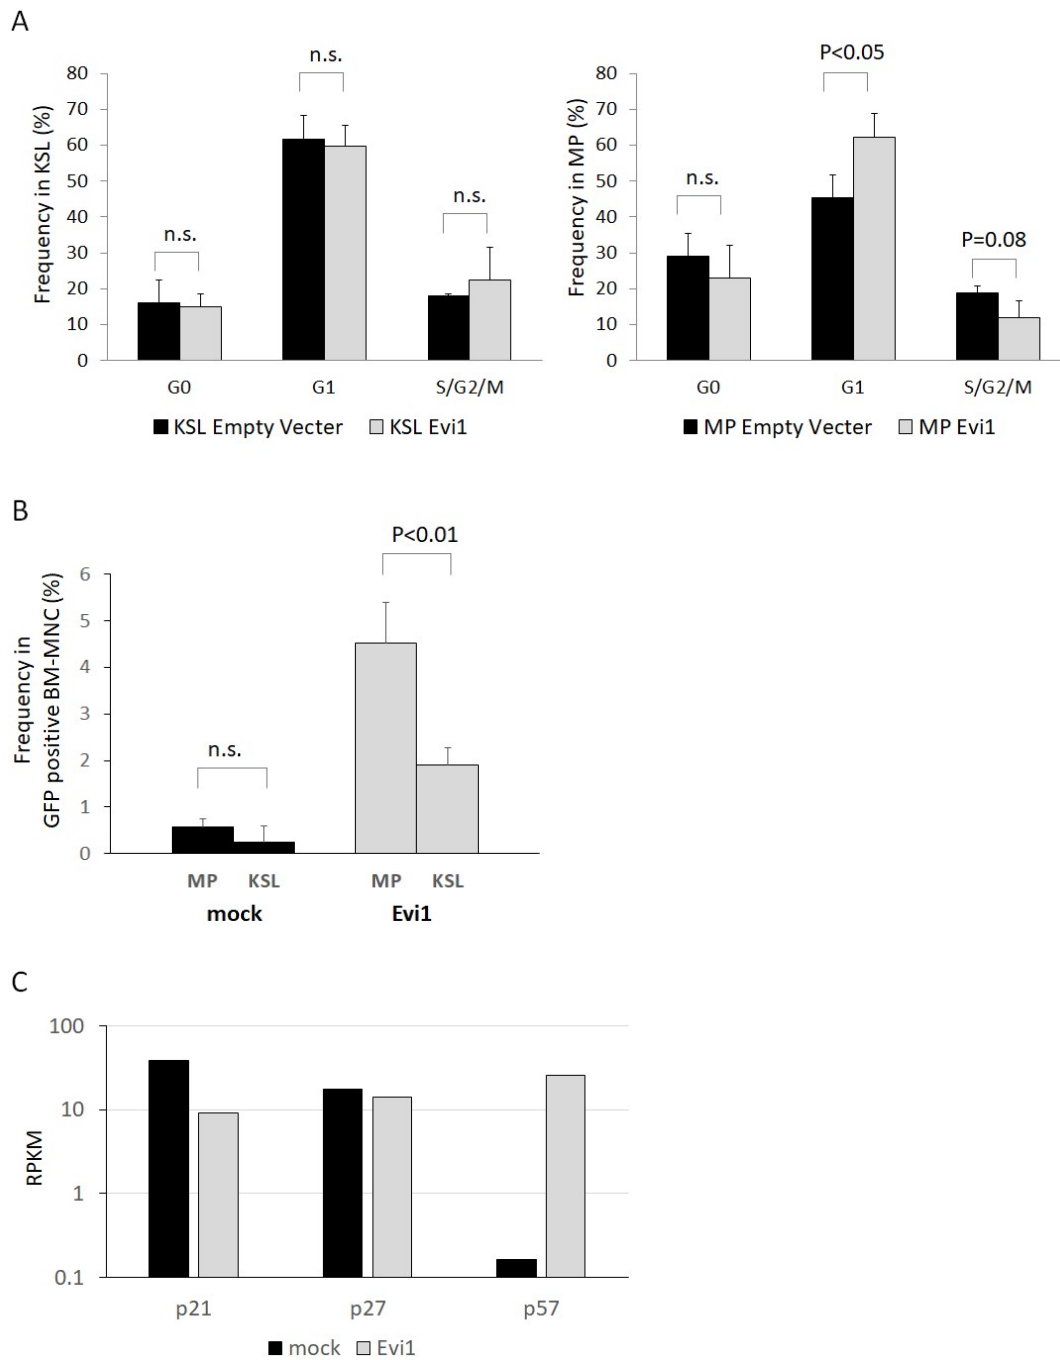 A
n.s.
n.s.
n.s.
Frequency in KSL (%)
80
70
60
50
40
30
20
10
0
G0
G1
S/G2/M
KSL Empty Vecter
KSL Evi1
n.s.
P<0.05
P=0.08
Frequency in MP (%)
80
70
60
50
40
30
20
10
0
G0
G1
S/G2/M
MP Empty Vecter
MP Evi1
B
P<0.01
n.s.
Frequency in
GFP positive BM-MNC (%)
6
5
4
3
2
1
0
MP
KSL
MP
KSL
mock
Evi1
C
RPKM
100
10
1
0.1
p21
p27
p57
mock
Evi1